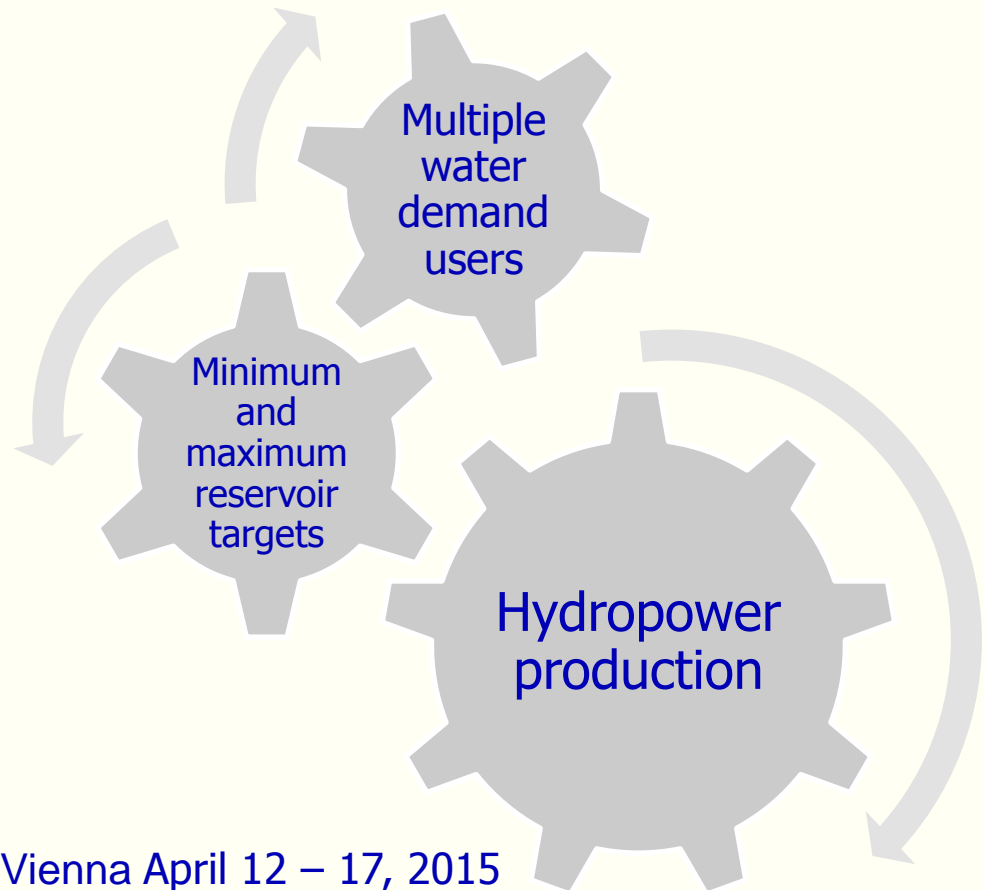 Multiple
water
demand
users
Minimum
and
maximum
reservoir
targets
Hydropower
production
Vienna April 12 – 17, 2015